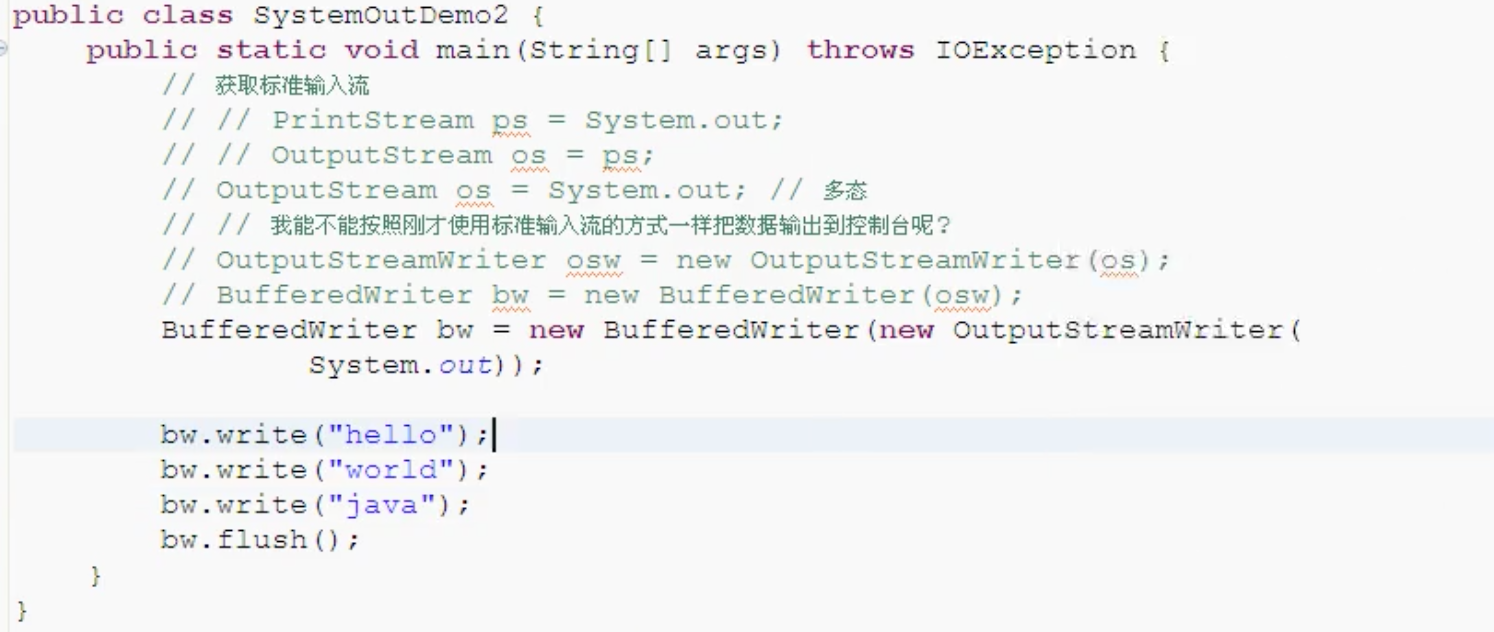 public class SystemOutDemo2 {
public static void main(String[] args) throws IOException {
// 获取标准输入流
// // PrintStream ps = System.out;
// // OutputStream os = ps;
// OutputStream os = System.out; // 多态
// // 我能不能按照刚才使用标准输入流的方式一样把数据输出到控制台呢？
// OutputStreamWriter osw = new OutputStreamWriter(os);
// BufferedWriter bw = new BufferedWriter(osw);
BufferedWriter bw = new BufferedWriter(new OutputStreamWriter(
System.out));
bw.write("hello");
bw.write("world");
bw.write("java");
bw.flush();
}
}